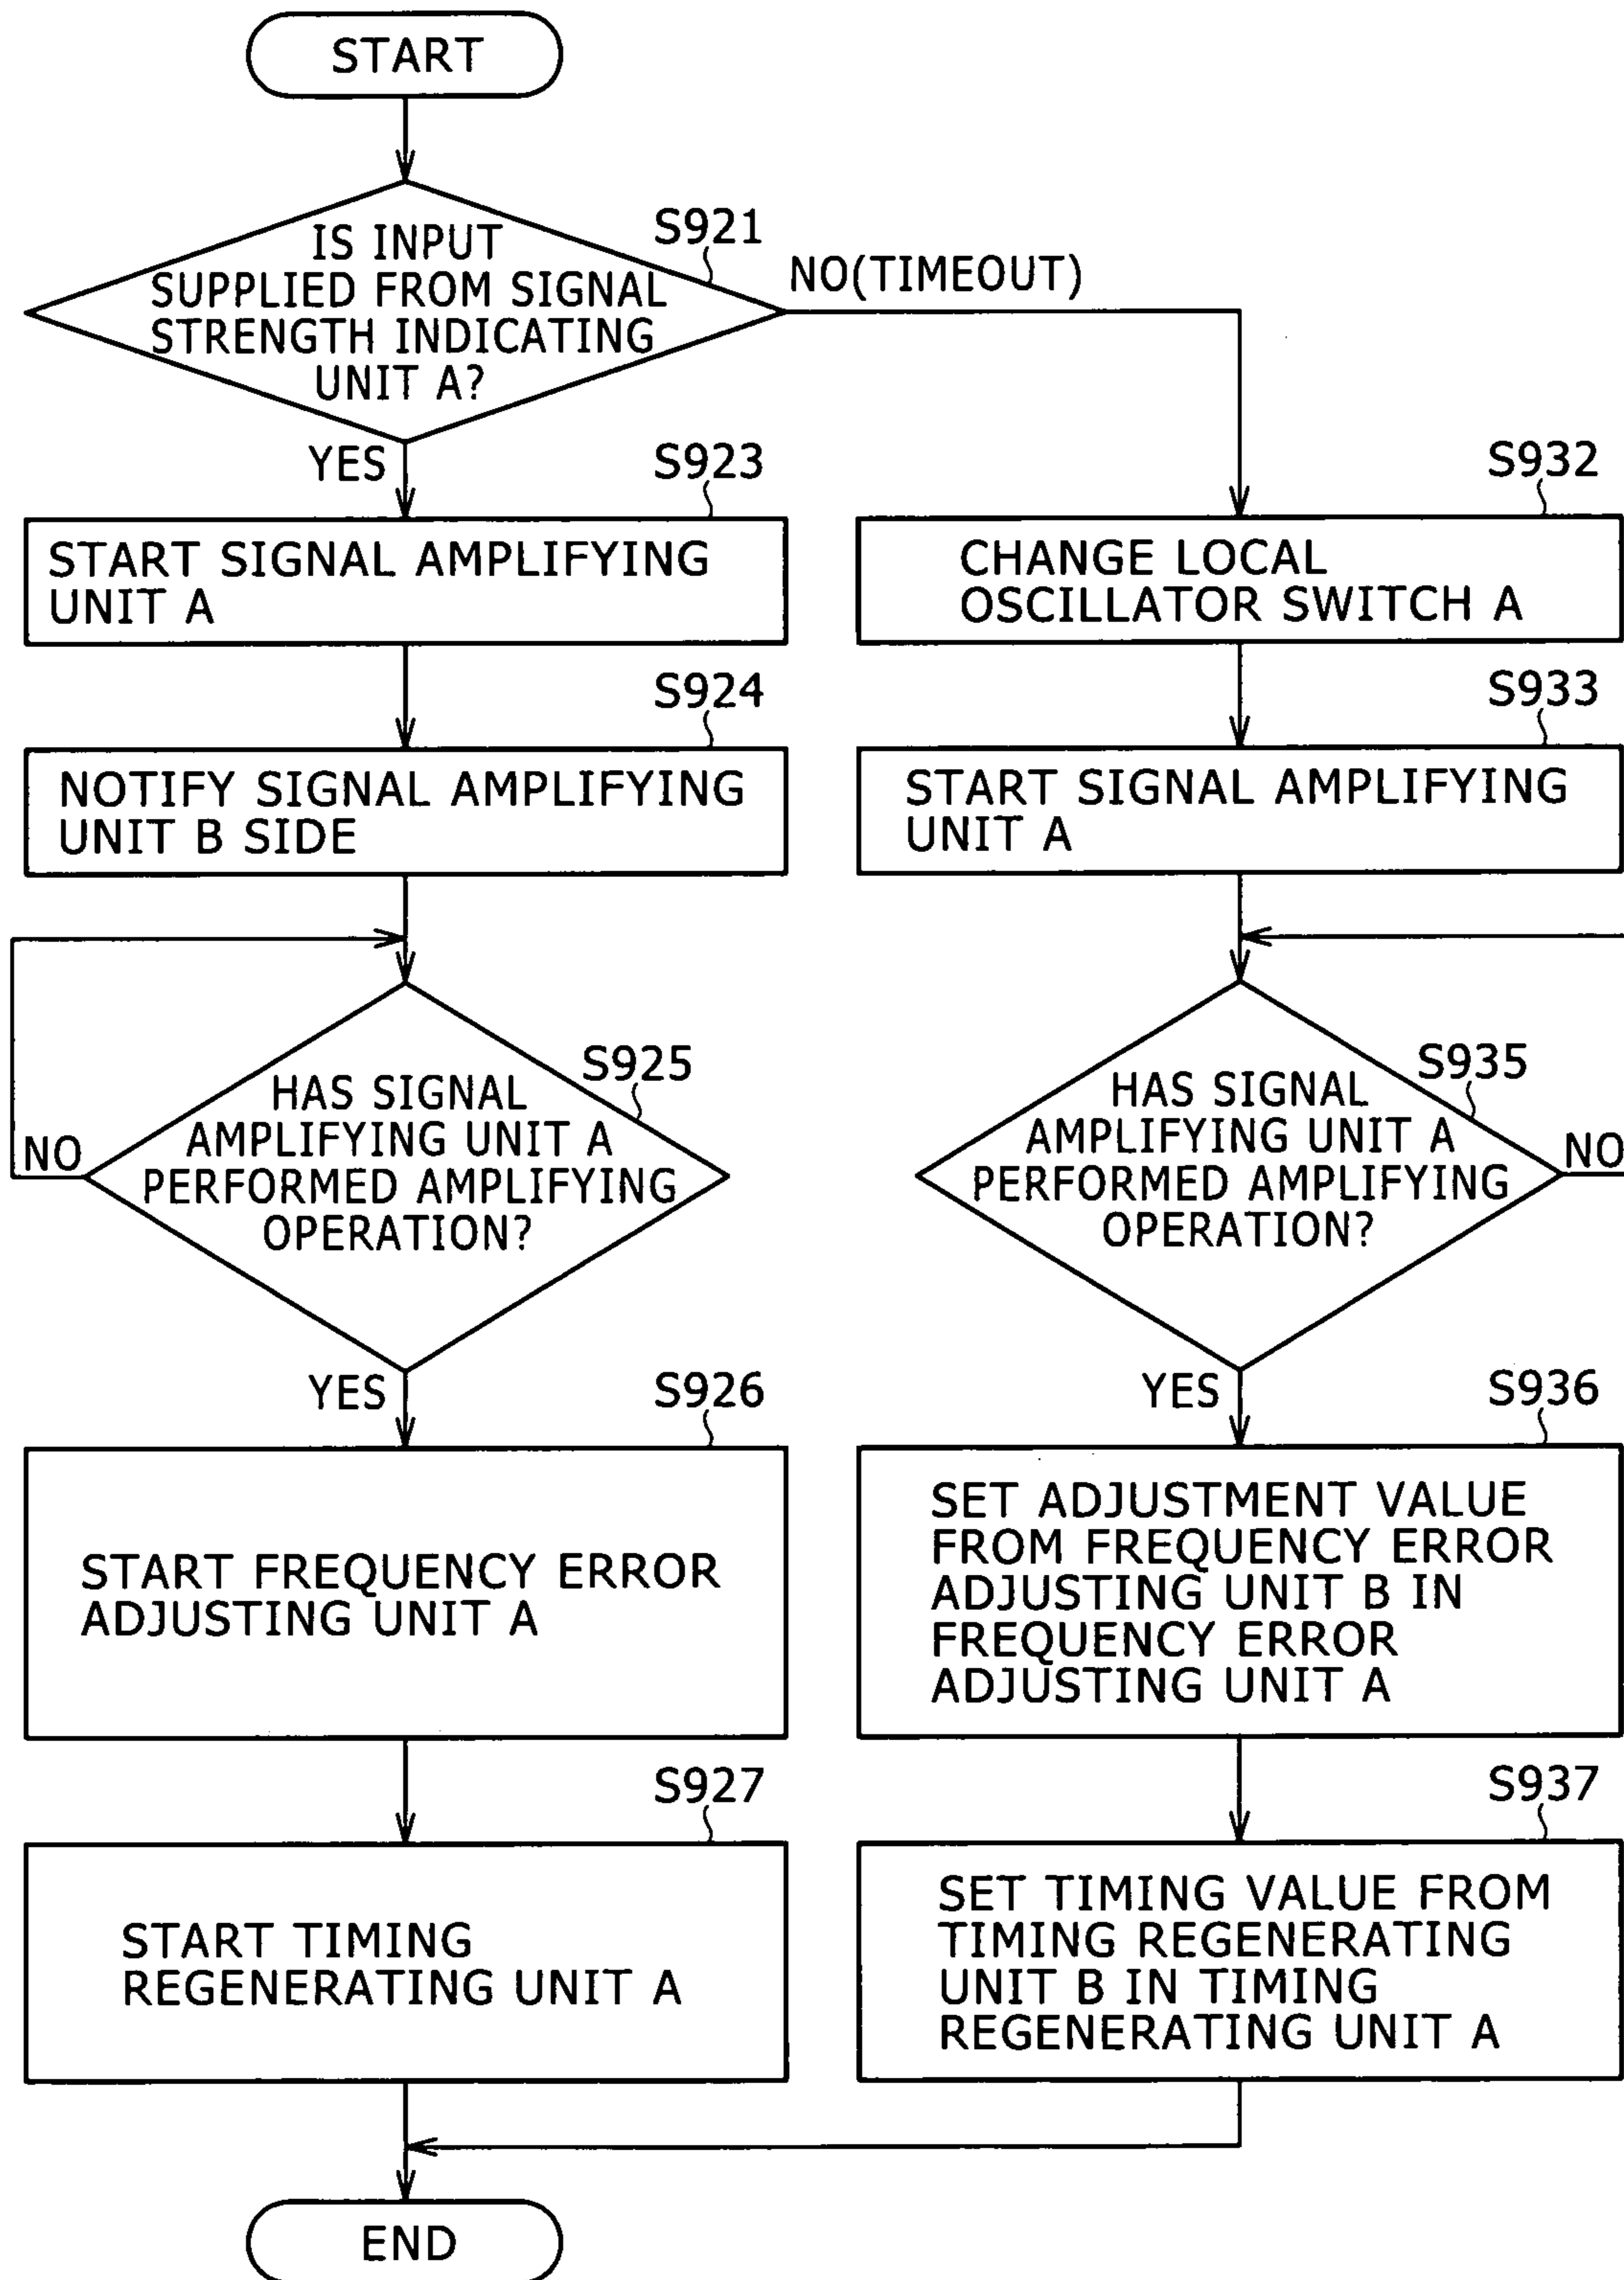 START
IS INPUT
SUPPLIED FROM SIGNAL
STRENGTH INDICATING
UNIT A?
S921
NO(TIMEOUT)
YES
S923
START SIGNAL AMPLIFYING
UNIT A
S924
NOTIFY SIGNAL AMPLIFYING
UNIT B SIDE
S925
HAS SIGNAL
AMPLIFYING UNIT A
PERFORMED AMPLIFYING
OPERATION?
NO
YES
S926
START FREQUENCY ERROR
ADJUSTING UNIT A
S927
START TIMING
REGENERATING UNIT A
S932
CHANGE LOCAL
OSCILLATOR SWITCH A
S933
START SIGNAL AMPLIFYING
UNIT A
S935
HAS SIGNAL
AMPLIFYING UNIT A
PERFORMED AMPLIFYING
OPERATION?
NO
YES
S936
SET ADJUSTMENT VALUE
FROM FREQUENCY ERROR
ADJUSTING UNIT B IN
FREQUENCY ERROR
ADJUSTING UNIT A
S937
SET TIMING VALUE FROM
TIMING REGENERATING
UNIT B IN TIMING
REGENERATING UNIT A
END